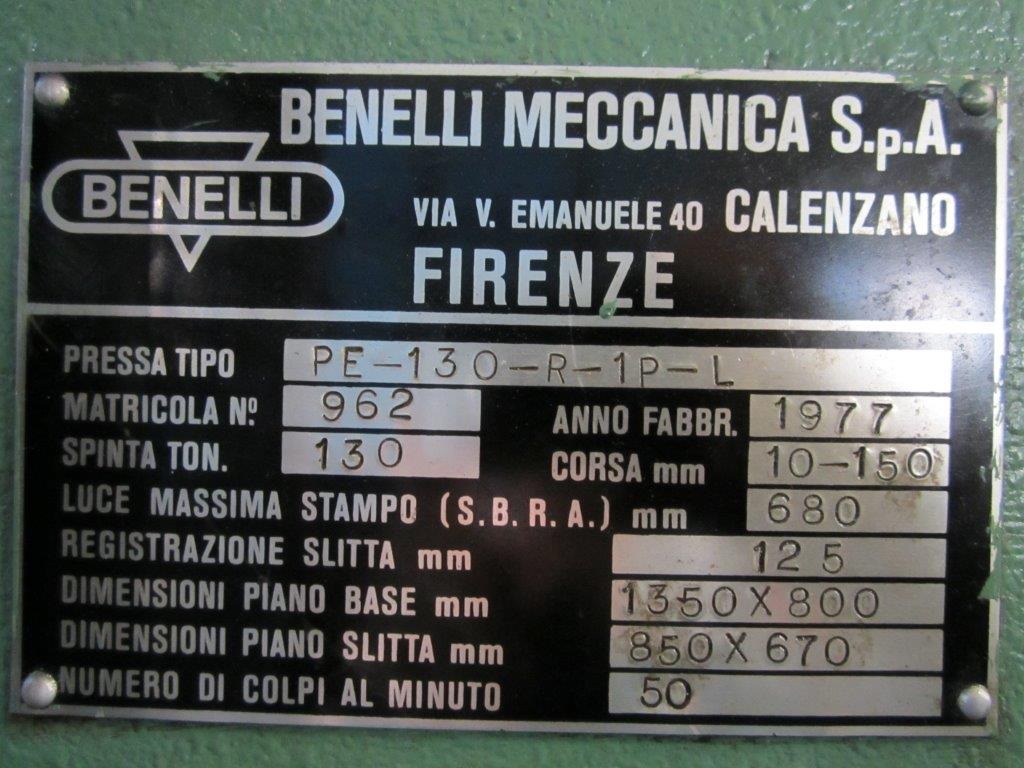 BENELLI MECCANICA S.p.A.
BENELLI
VIA V. EMANUELE 40 CALENZANO
FIRENZE
PRESSA TIPO PE-130-R-1P-L
MATRICOLA Nº 962 ANNO FABBR. 1977
SPINTA TON. 130 CORSA mm 10-150
LUCE MASSIMA STAMPO (S.B.R.A.) mm 680
REGISTRAZIONE SLITTA mm 125
DIMENSIONI PIANO BASE mm 1350X800
DIMENSIONI PIANO SLITTA mm 850X670
NUMERO DI COLPI AL MINUTO 50